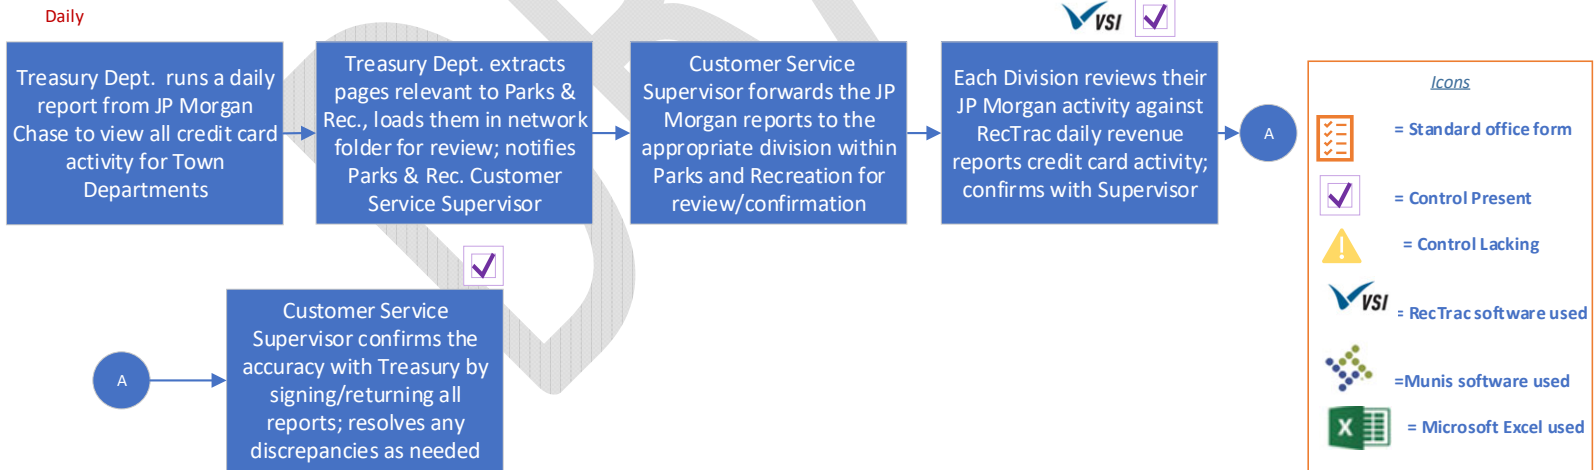 Daily
Treasury Dept. runs a daily
report from JP Morgan
Chase to view all credit card
activity for Town
Departments
Treasury Dept. extracts
pages relevant to Parks &
Rec., loads them in network
folder for review; notifies
Parks & Rec. Customer
Service Supervisor
Customer Service
Supervisor forwards the JP
Morgan reports to the
appropriate division within
Parks and Recreation for
review/confirmation
VSI
Each Division reviews their
JP Morgan activity against
RecTrac daily revenue
reports credit card activity;
confirms with Supervisor
A
A
Customer Service
Supervisor confirms the
accuracy with Treasury by
signing/returning all
reports; resolves any
discrepancies as needed
Icons
= Standard office form
= Control Present
= Control Lacking
VSI
= RecTrac software used
=Munis software used
X
= Microsoft Excel used